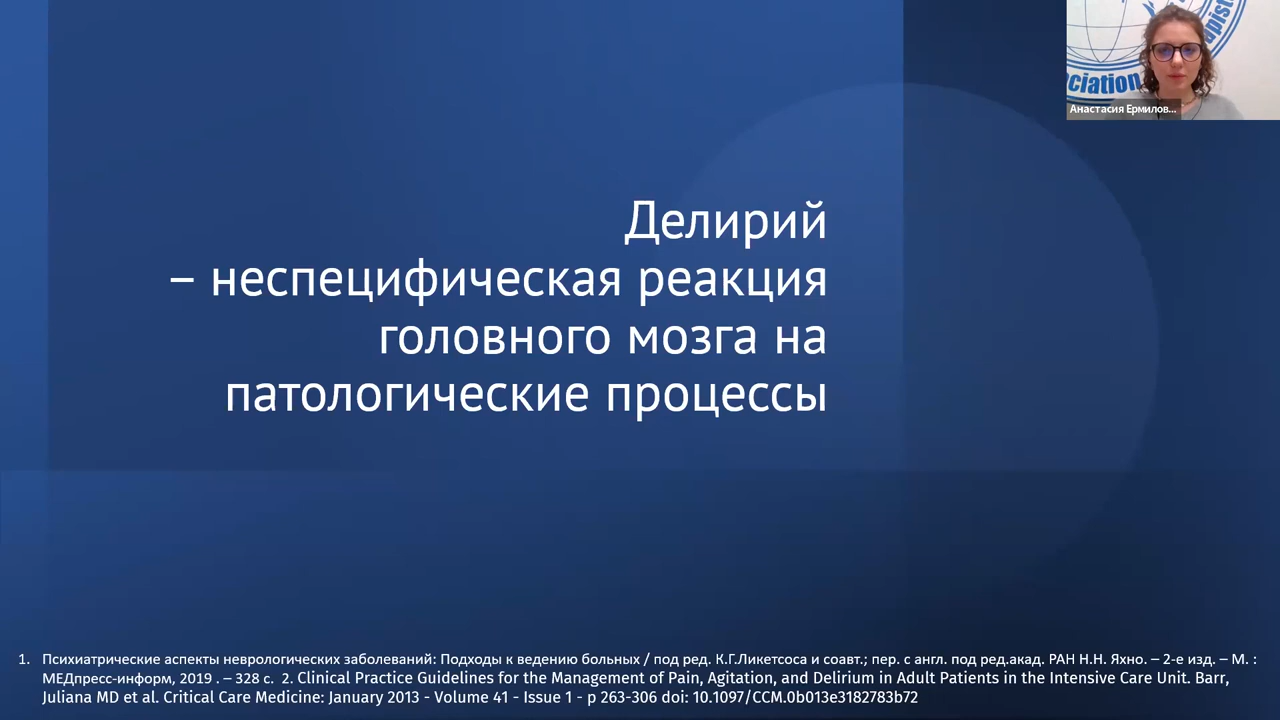 ciation
Анастасия Ермилов...
Делирий
– неспецифическая реакция
головного мозга на
патологические процессы
1. Психиатрические аспекты неврологических заболеваний: Подходы к ведению больных / под ред. К.Г.Ликетсоса и соавт.; пер. с англ. под ред.акад. РАН Н.Н. Яхно. – 2-е изд. – М. :
МЕДпресс-информ, 2019 . – 328 с. 2. Clinical Practice Guidelines for the Management of Pain, Agitation, and Delirium in Adult Patients in the Intensive Care Unit. Barr,
Juliana MD et al. Critical Care Medicine: January 2013 - Volume 41 - Issue 1 - p 263-306 doi: 10.1097/CCM.0b013e3182783b72